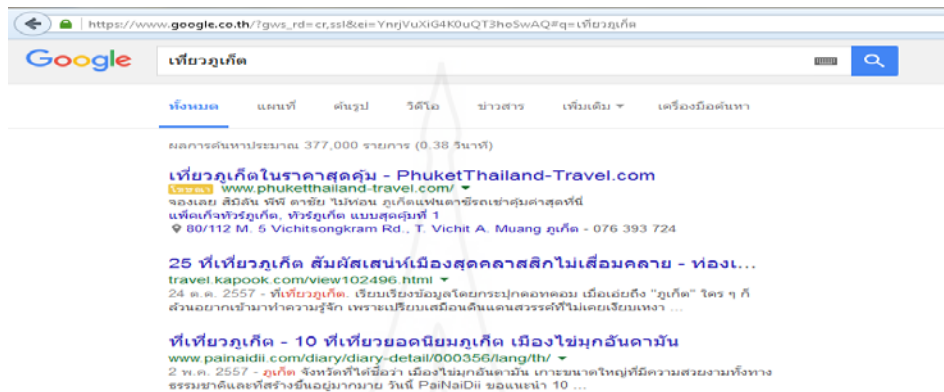 https://www.google.co.th/?gws_rd=cr,ssl&ei=YnrjVuXiG4K0uQT3hoSwAQ#q=เที่ยวภูเก็ต
Google เที่ยวภูเก็ต
ทั้งหมด แผนที่ ค้นรูป วิดีโอ ข่าวสาร เพิ่มเติม เครื่องมือค้นหา
ผลการค้นหาประมาณ 377,000 รายการ (0.38 วินาที)
เที่ยวภูเก็ตในราคาสุดคุ้ม - PhuketThailand-Travel.com
โฆษณา www.phuketthailand-travel.com/
จองเลย สิมิลัน พีพี ตาชัย ไม้ท่อน ภูเก็ตแฟนตาซีรถเช่าคุ้มค่าสุดที่นี่
แพ็คเก็จทัวร์ภูเก็ต, ทัวร์ภูเก็ต แบบสุดคุ้มที่ 1
80/112 M. 5 Vichitsongkram Rd., T. Vichit A. Muang ภูเก็ต - 076 393 724
25 ที่เที่ยวภูเก็ต สัมผัสเสน่ห์เมืองสุดคลาสสิกไม่เสื่อมคลาย - ท่องเ...
travel.kapook.com/view102496.html
24 ต.ค. 2557 - ที่เที่ยวภูเก็ต. เรียบเรียงข้อมูลโดยกระปุกดอทคอม เมื่อเอ่ยถึง "ภูเก็ต" ใคร ๆ ก็
ล้วนอยากเข้ามาทำความรู้จัก เพราะเปรียบเสมือนดินแดนสวรรค์ที่ไม่เคยเงียบเหงา ...
ที่เที่ยวภูเก็ต - 10 ที่เที่ยวยอดนิยมภูเก็ต เมืองไข่มุกอันดามัน
www.painaidii.com/diary/diary-detail/000356/lang/th/
2 พ.ค. 2557 - ภูเก็ต จังหวัดที่ได้ชื่อว่า เมืองไข่มุกอันดามัน เกาะขนาดใหญ่ที่มีความสวยงามทั้งทาง
ธรรมชาติและที่สร้างขึ้นอยู่มากมาย วันนี้ PaiNaiDii ขอแนะนำ 10 ...